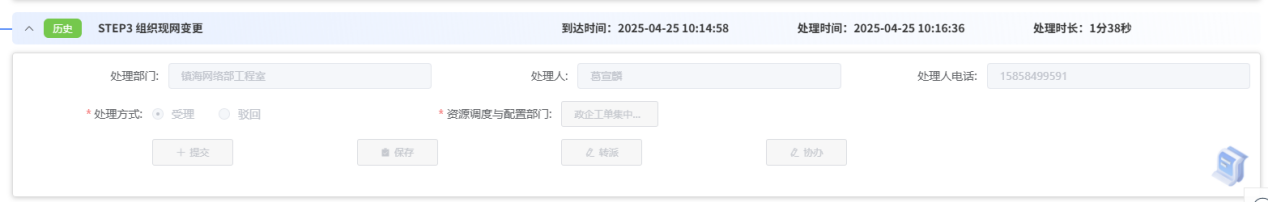 历史 STEP3 组织现网变更 到达时间：2025-04-25 10:14:58 处理时间：2025-04-25 10:16:36 处理时长：1分38秒
处理部门: 镇海网络部工程室 处理人: 葛宣麟 处理人电话: 15858499591
* 处理方式: 受理 驳回 * 资源调度与配置部门: 政企工单集中...
+ 提交 保存 转派 协办